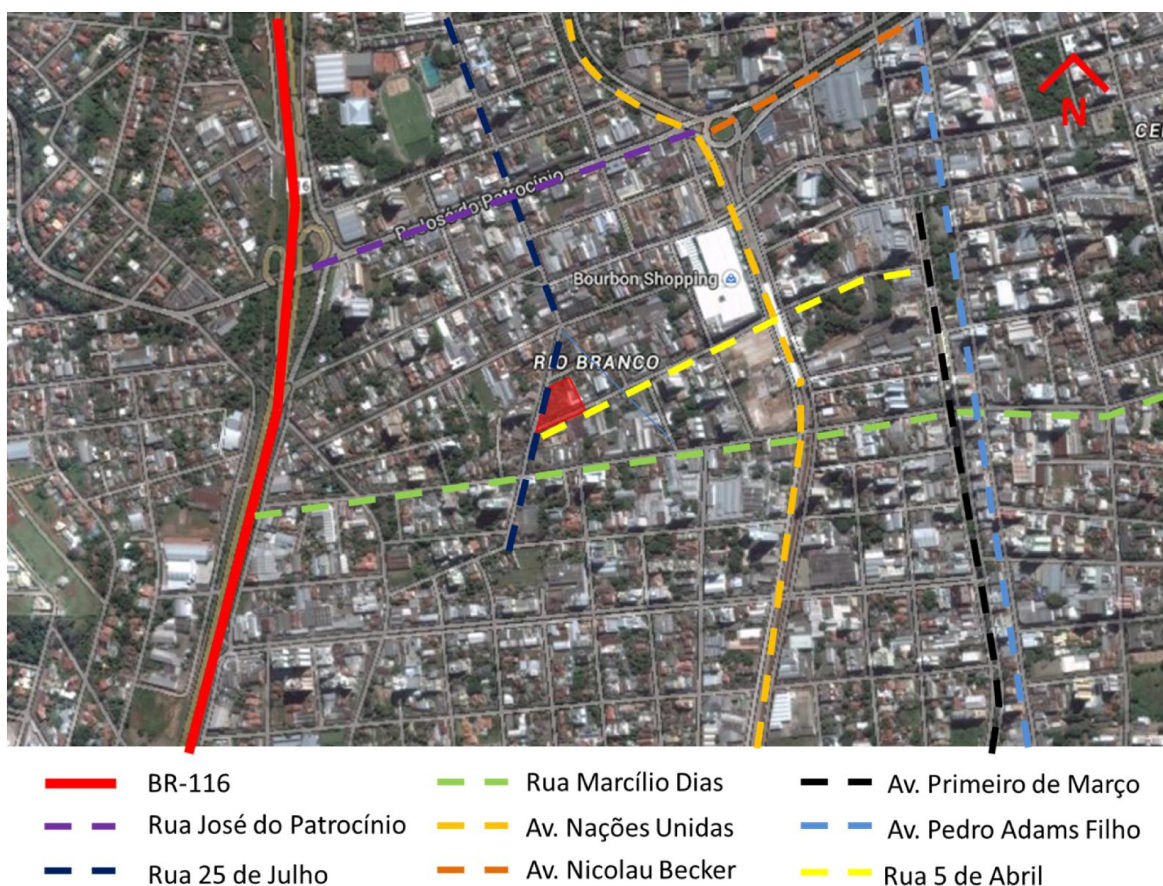 N
CE
16
R. José do Patrocínio
Bourbon Shopping
RIO BRANCO
BR-116
Rua José do Patrocínio
Rua 25 de Julho
Rua Marcílio Dias
Av. Nações Unidas
Av. Nicolau Becker
Av. Primeiro de Março
Av. Pedro Adams Filho
Rua 5 de Abril